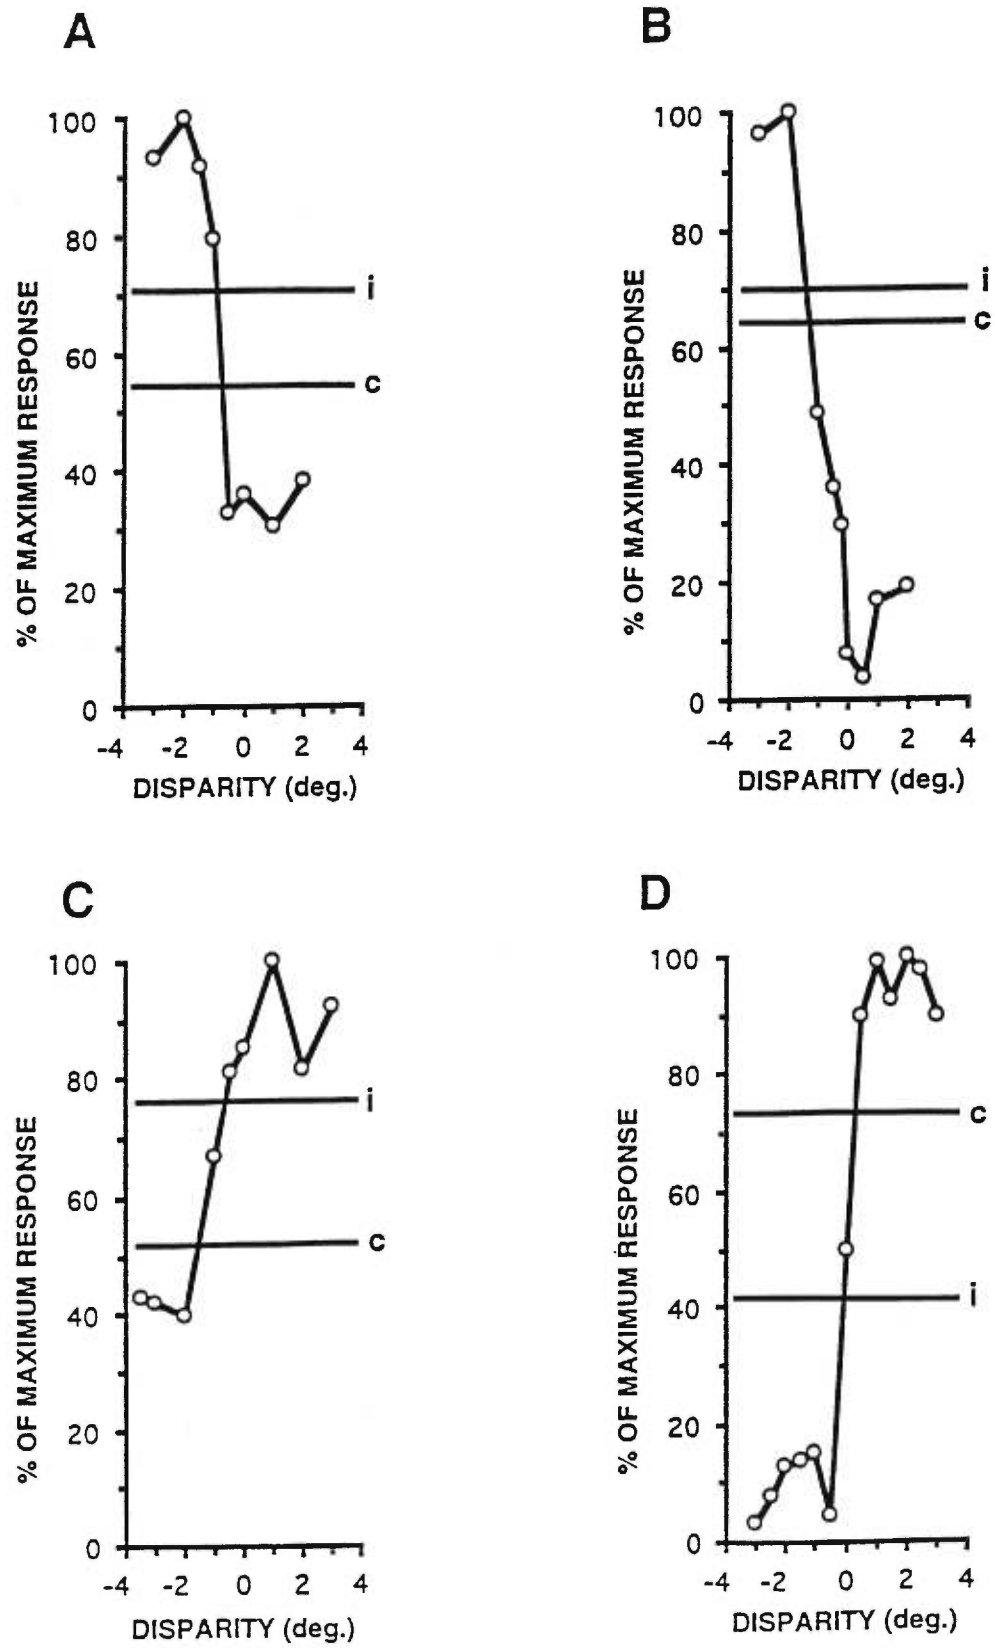 A
% OF MAXIMUM RESPONSE
100
80
60
40
20
0
i
c
-4 -2 0 2 4
DISPARITY (deg.)
B
% OF MAXIMUM RESPONSE
100
80
60
40
20
0
i
c
-4 -2 0 2 4
DISPARITY (deg.)
C
% OF MAXIMUM RESPONSE
100
80
60
40
20
0
i
c
-4 -2 0 2 4
DISPARITY (deg.)
D
% OF MAXIMUM RESPONSE
100
80
60
40
20
0
c
i
-4 -2 0 2 4
DISPARITY (deg.)